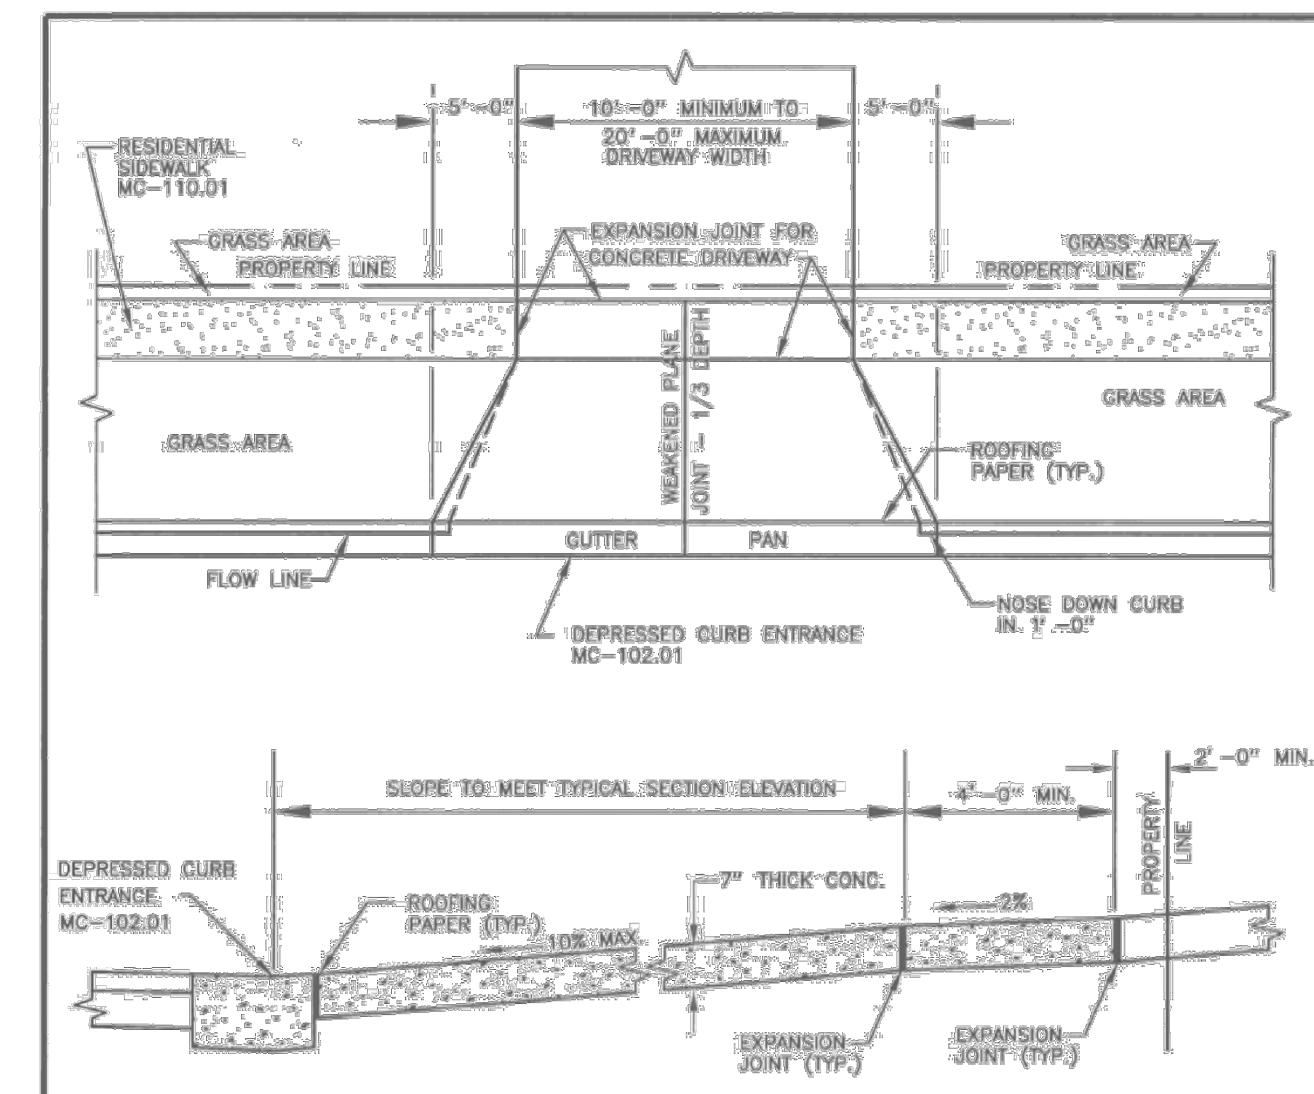 5'-0"
10'-0" MINIMUM TO
20'-0" MAXIMUM
DRIVEWAY WIDTH
5'-0"
RESIDENTIAL
SIDEWALK
MC-110.01
GRASS AREA
PROPERTY LINE
EXPANSION JOINT FOR
CONCRETE DRIVEWAY
GRASS AREA
PROPERTY LINE
WEAKENED PLANE
JOINT - 1/3 DEPTH
GRASS AREA
GRASS AREA
ROOFING
PAPER (TYP.)
GUTTER PAN
FLOW LINE
NOSE DOWN CURB
IN 1'-0"
DEPRESSED CURB ENTRANCE
MC-102.01
2'-0" MIN.
SLOPE TO MEET TYPICAL SECTION ELEVATION
4'-0" MIN.
PROPERTY
LINE
DEPRESSED CURB
ENTRANCE
MC-102.01
ROOFING
PAPER (TYP.)
10% MAX
7" THICK CONC.
2%
EXPANSION
JOINT (TYP.)
EXPANSION
JOINT (TYP.)